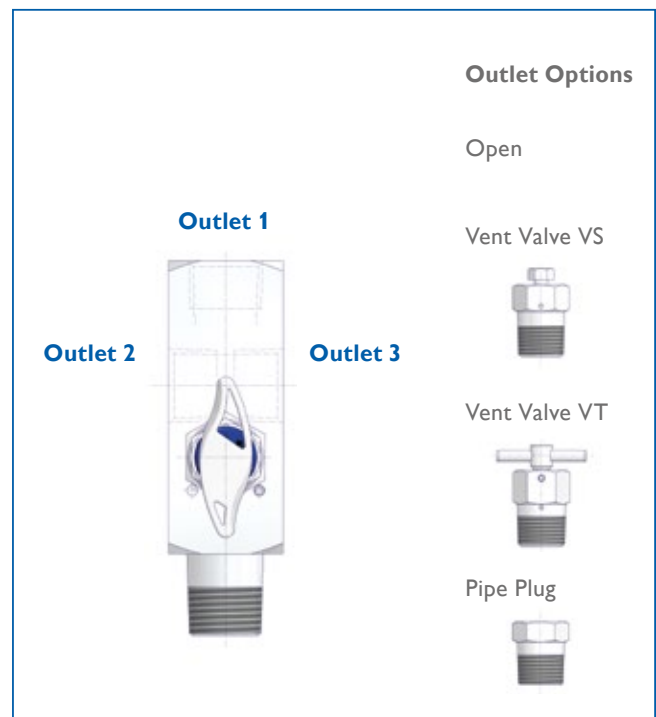 Outlet Options
Open
Outlet 1
Vent Valve VS
Outlet 2
Outlet 3
Vent Valve VT
Pipe Plug